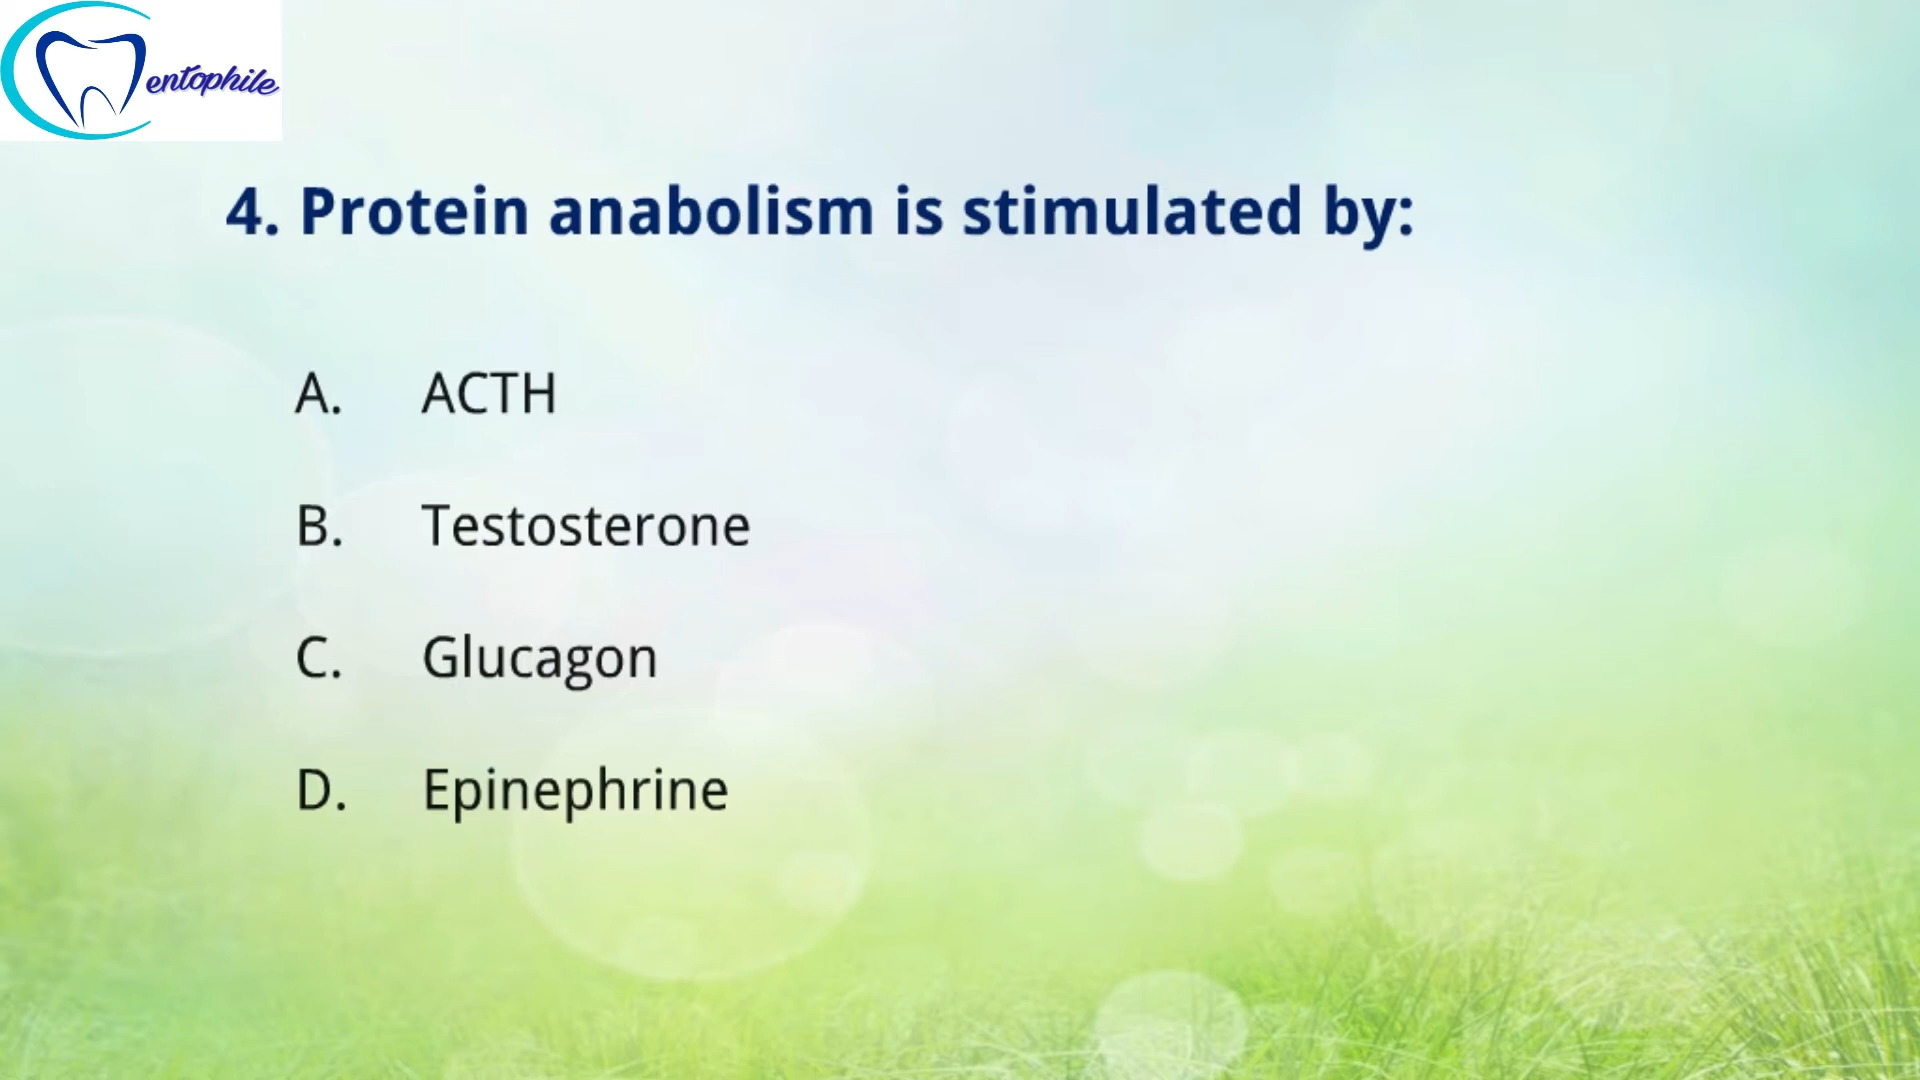 entophile
4. Protein anabolism is stimulated by:
A. ACTH
B. Testosterone
C. Glucagon
D. Epinephrine